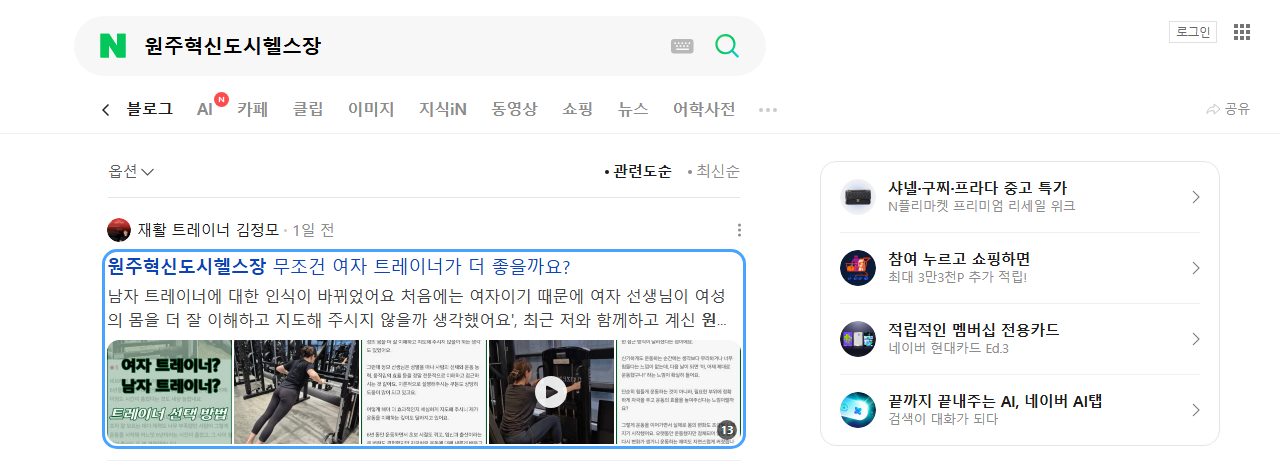 원주혁신도시헬스장
로그인
블로그 AI N 카페 클립 이미지 지식iN 동영상 쇼핑 뉴스 어학사전
공유
옵션
관련도순 최신순
재활 트레이너 김정모 · 1일 전
원주혁신도시헬스장 무조건 여자 트레이너가 더 좋을까요?
남자 트레이너에 대한 인식이 바뀌었어요 처음에는 여자이기 때문에 여자 선생님이 여성
의 몸을 더 잘 이해하고 지도해 주시지 않을까 생각했어요', 최근 저와 함께하고 계신 원...
여자 트레이너?
남자 트레이너?
트레이너 선택 방법
13
샤넬·구찌·프라다 중고 특가
N플리마켓 프리미엄 리세일 위크
참여 누르고 쇼핑하면
최대 3만3천P 추가 적립!
적립적인 멤버십 전용카드
네이버 현대카드 Ed.3
끝까지 끝내주는 AI, 네이버 AI탭
검색이 대화가 되다